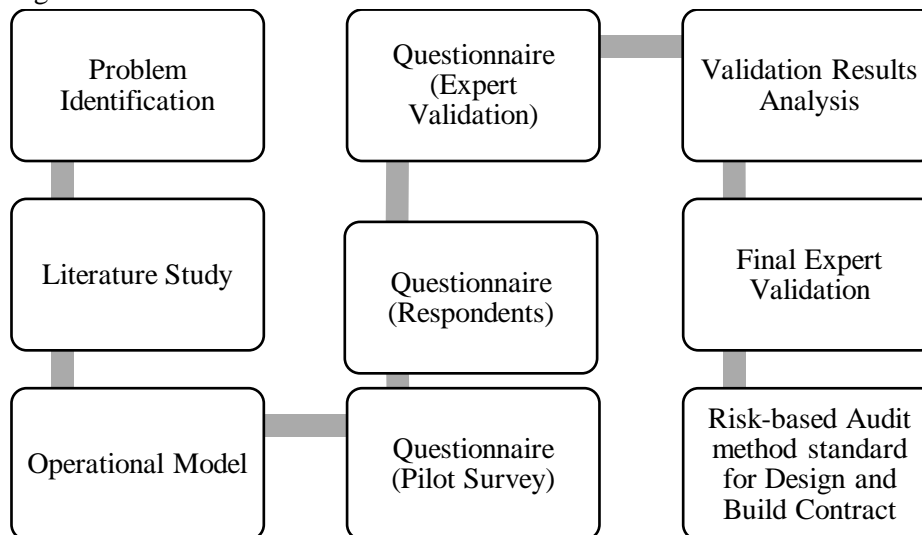 Problem
Identification
Literature Study
Operational Model
Questionnaire
(Pilot Survey)
Questionnaire
(Respondents)
Questionnaire
(Expert
Validation)
Validation Results
Analysis
Final Expert
Validation
Risk-based Audit
method standard
for Design and
Build Contract